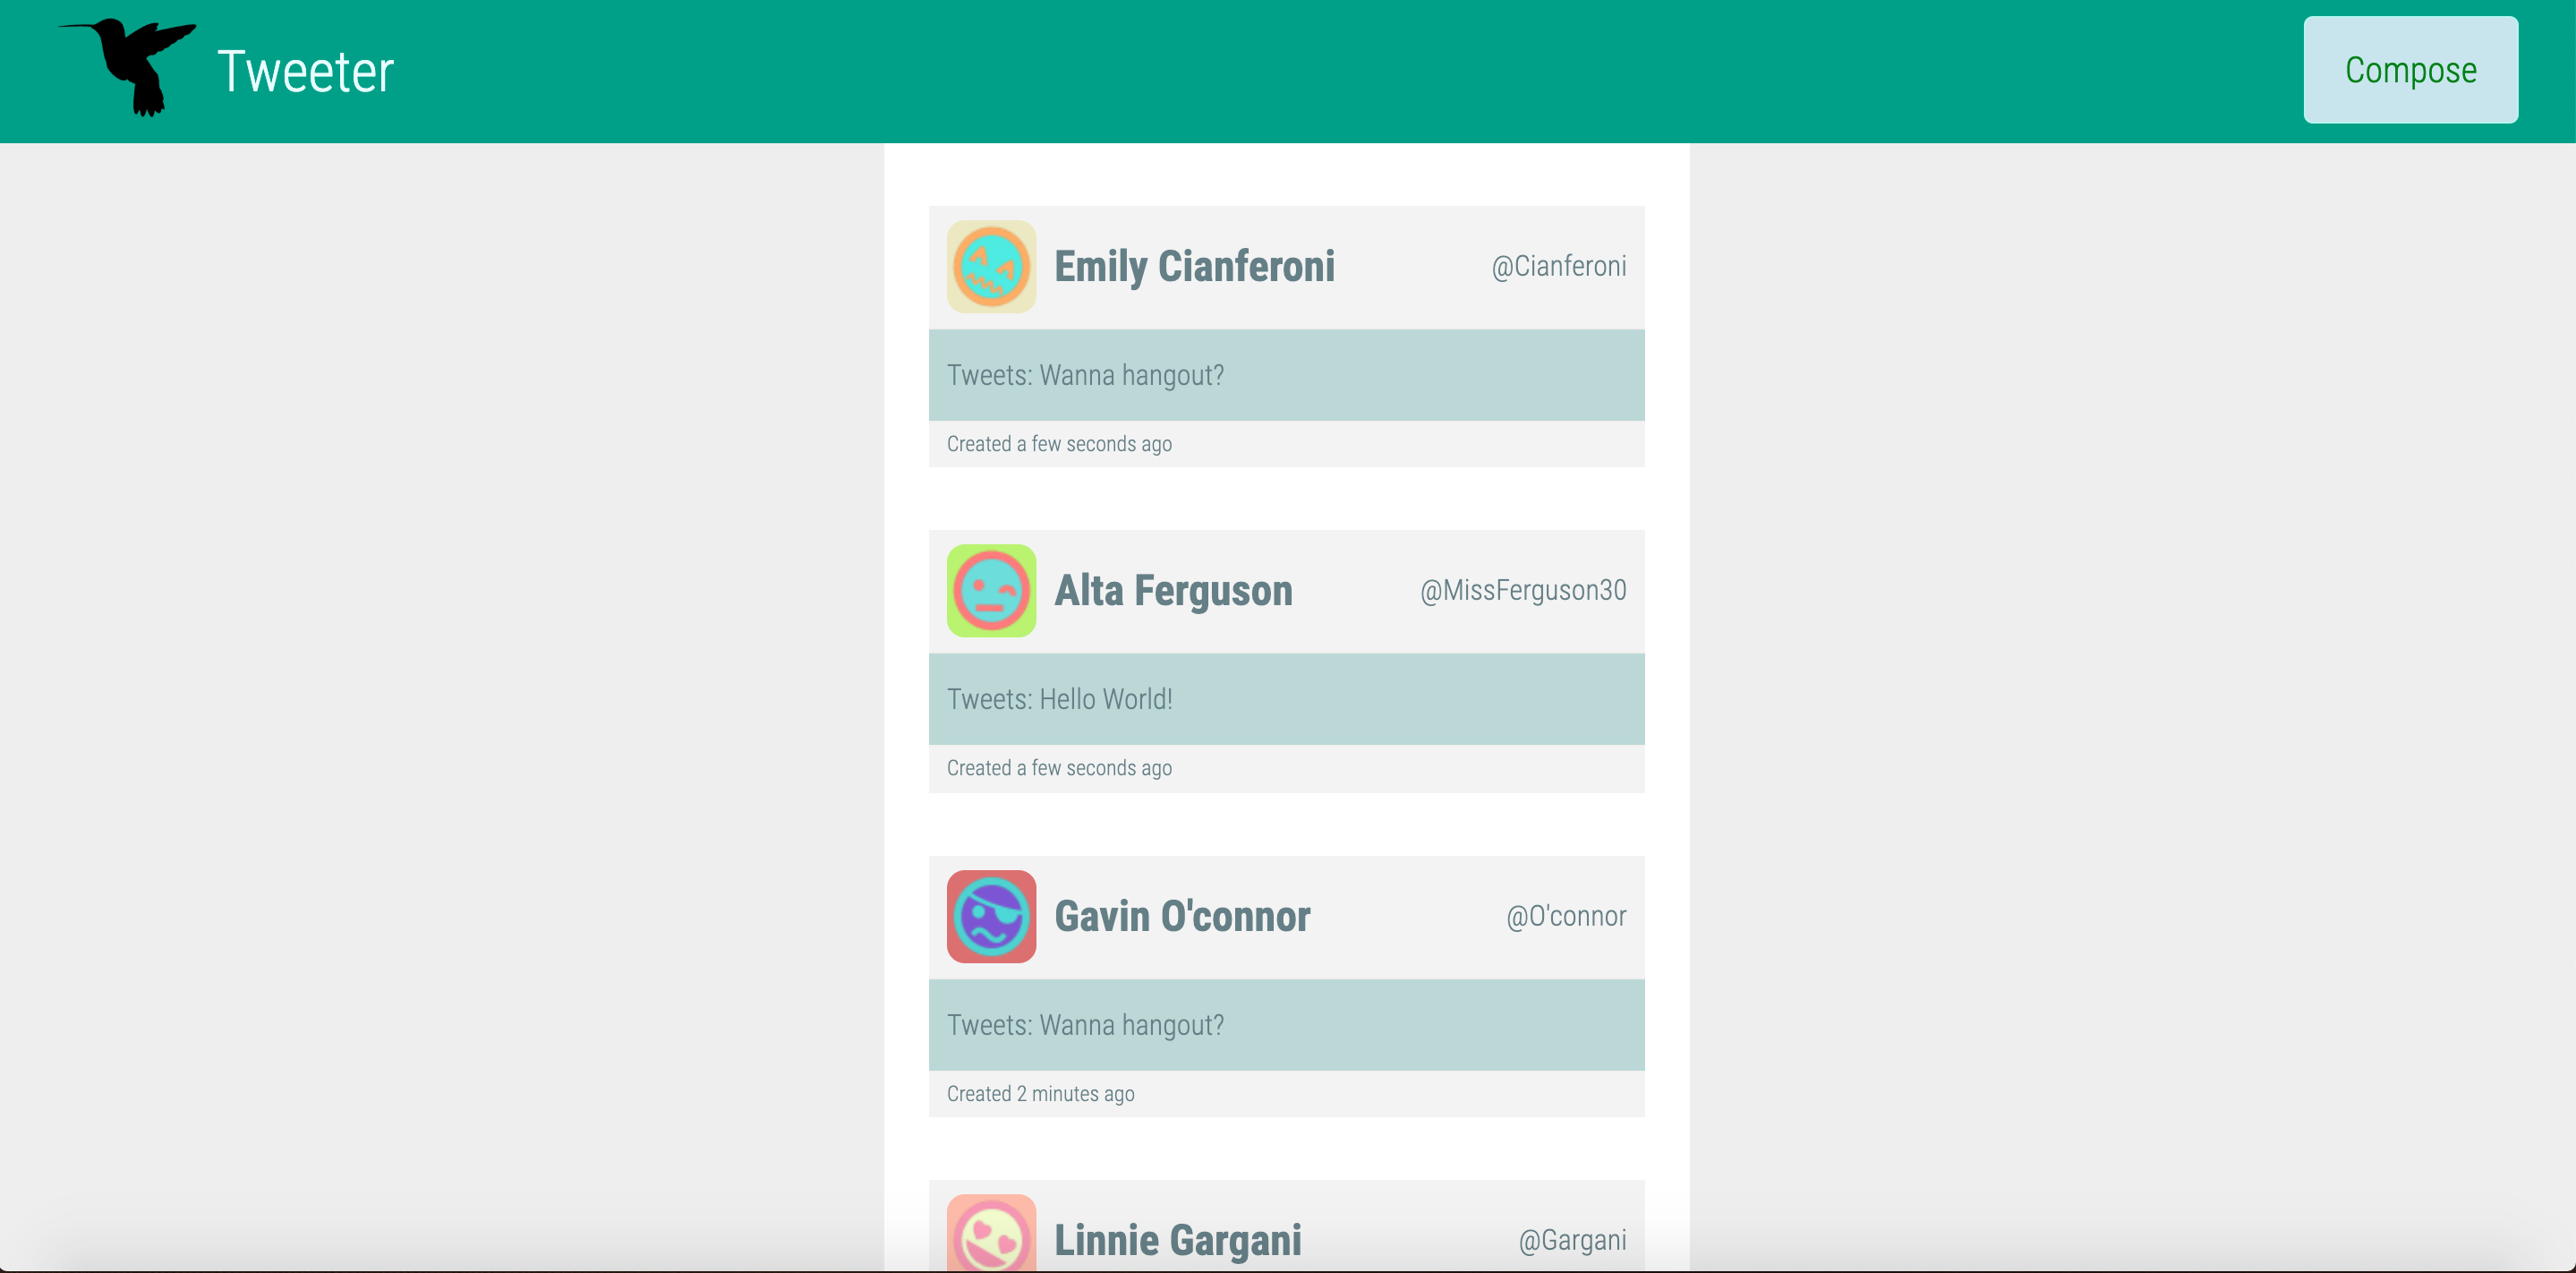 Tweeter
Compose
Emily Cianferoni @Cianferoni
Tweets: Wanna hangout?
Created a few seconds ago
Alta Ferguson @MissFerguson30
Tweets: Hello World!
Created a few seconds ago
Gavin O'connor @O'connor
Tweets: Wanna hangout?
Created 2 minutes ago
Linnie Gargani @Gargani